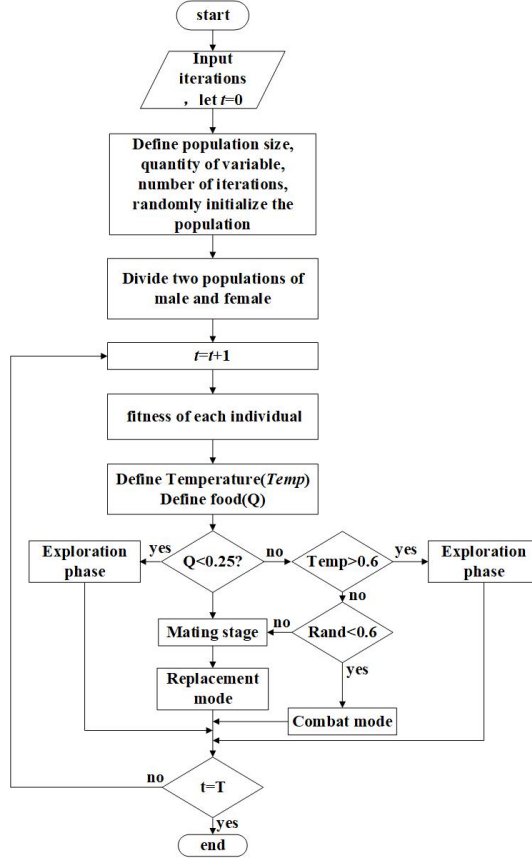 start
Input
iterations
, let t=0
Define population size,
quantity of variable,
number of iterations,
randomly initialize the
population
Divide two populations of
male and female
t=t+1
fitness of each individual
Define Temperature(Temp)
Define food(Q)
Exploration
phase
yes
Q<0.25?
no
Temp>0.6
yes
Exploration
phase
no
Mating stage
no
Rand<0.6
yes
Replacement
mode
Combat mode
no
t=T
yes
end